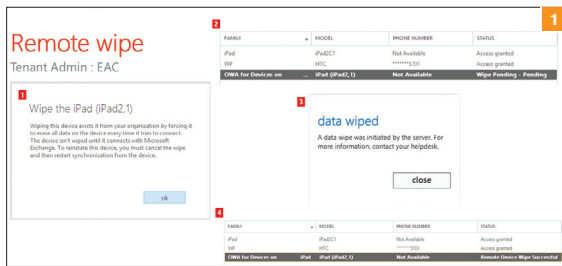 1
Remote wipe
Tenant Admin : EAC
1
Wipe the iPad (iPad2,1)
Wiping this device evicts it from your organization by forcing it
to erase all data on the device every time it tries to connect.
The device isn't wiped until it connects with Microsoft
Exchange. To reinstate this device, you must cancel the wipe
and then restart synchronization from the device.
ok
2
FAMILY MODEL PHONE NUMBER STATUS
iPad iPad2C1 Not Available Access granted
WP HTC *******5701 Access granted
OWA for Devices on ... iPad (iPad2,1) Not Available Wipe Pending - Pending
3
data wiped
A data wipe was initiated by the server. For
more information, contact your helpdesk.
close
4
FAMILY MODEL PHONE NUMBER STATUS
iPad iPad2C1 Not Available Access granted
WP HTC *******5701 Access granted
OWA for Devices on iPad iPad (iPad2,1) Not Available Remote Device Wipe Successful